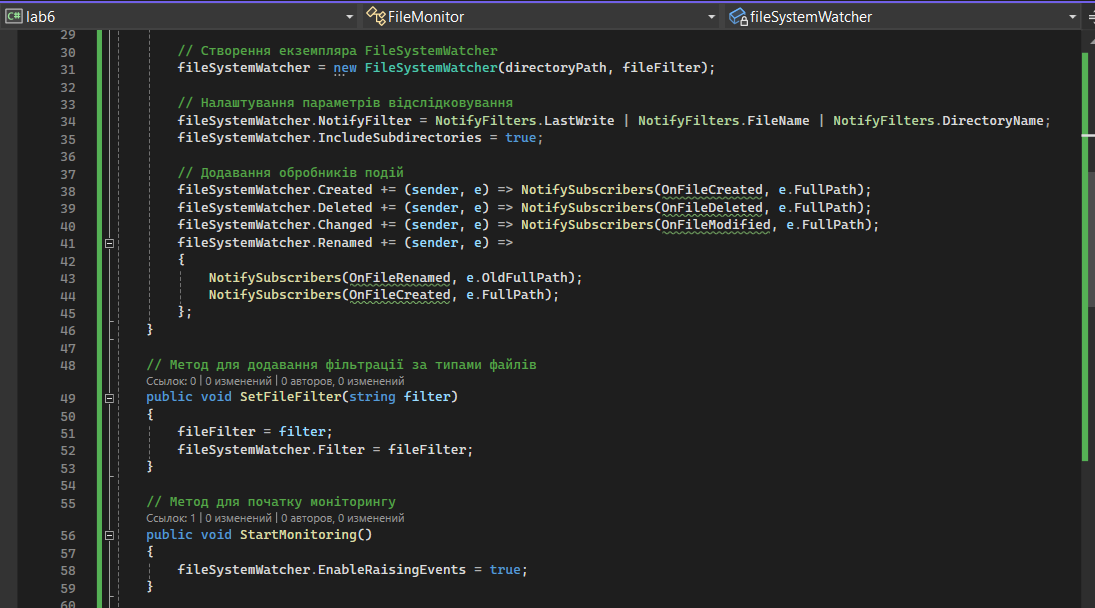 C# lab6 FileMonitor fileSystemWatcher
29
30 // Створення екземпляра FileSystemWatcher
31 fileSystemWatcher = new FileSystemWatcher(directoryPath, fileFilter);
32
33 // Налаштування параметрів відслідковування
34 fileSystemWatcher.NotifyFilter = NotifyFilters.LastWrite | NotifyFilters.FileName | NotifyFilters.DirectoryName;
35 fileSystemWatcher.IncludeSubdirectories = true;
36
37 // Додавання обробників подій
38 fileSystemWatcher.Created += (sender, e) => NotifySubscribers(OnFileCreated, e.FullPath);
39 fileSystemWatcher.Deleted += (sender, e) => NotifySubscribers(OnFileDeleted, e.FullPath);
40 fileSystemWatcher.Changed += (sender, e) => NotifySubscribers(OnFileModified, e.FullPath);
41 fileSystemWatcher.Renamed += (sender, e) =>
42 {
43 NotifySubscribers(OnFileRenamed, e.OldFullPath);
44 NotifySubscribers(OnFileCreated, e.FullPath);
45 };
46 }
47
48 // Метод для додавання фільтрації за типами файлів
Ссылок: 0 | 0 изменений | 0 авторов, 0 изменений
49 public void SetFileFilter(string filter)
50 {
51 fileFilter = filter;
52 fileSystemWatcher.Filter = fileFilter;
53 }
54
55 // Метод для початку моніторингу
Ссылок: 1 | 0 изменений | 0 авторов, 0 изменений
56 public void StartMonitoring()
57 {
58 fileSystemWatcher.EnableRaisingEvents = true;
59 }
60